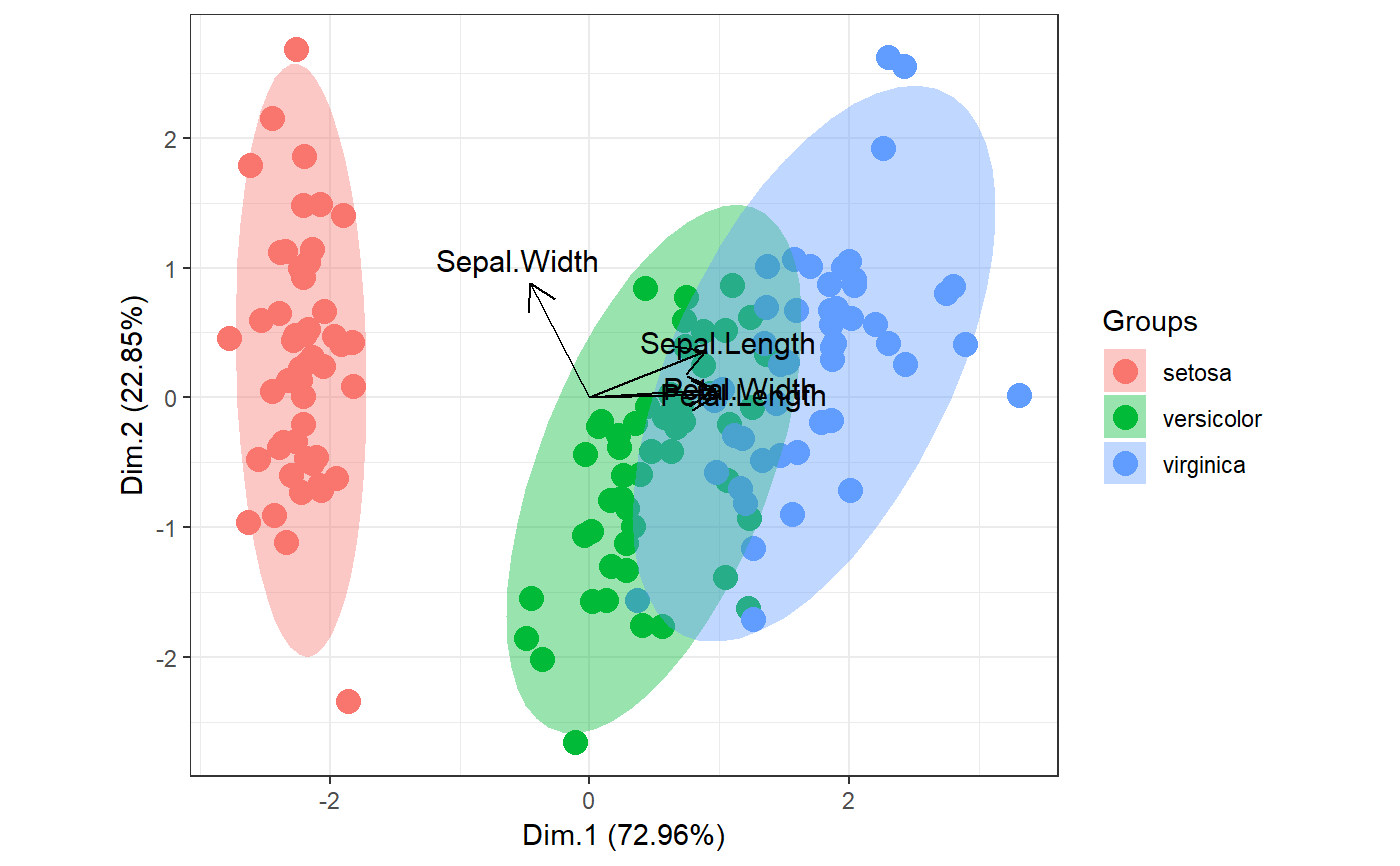 Dim.2 (22.85%)
2
1
0
-1
-2
Sepal.Width
Sepal.Length
Petal.Width
Petal.Length
-2
0
2
Dim.1 (72.96%)
Groups
setosa
versicolor
virginica